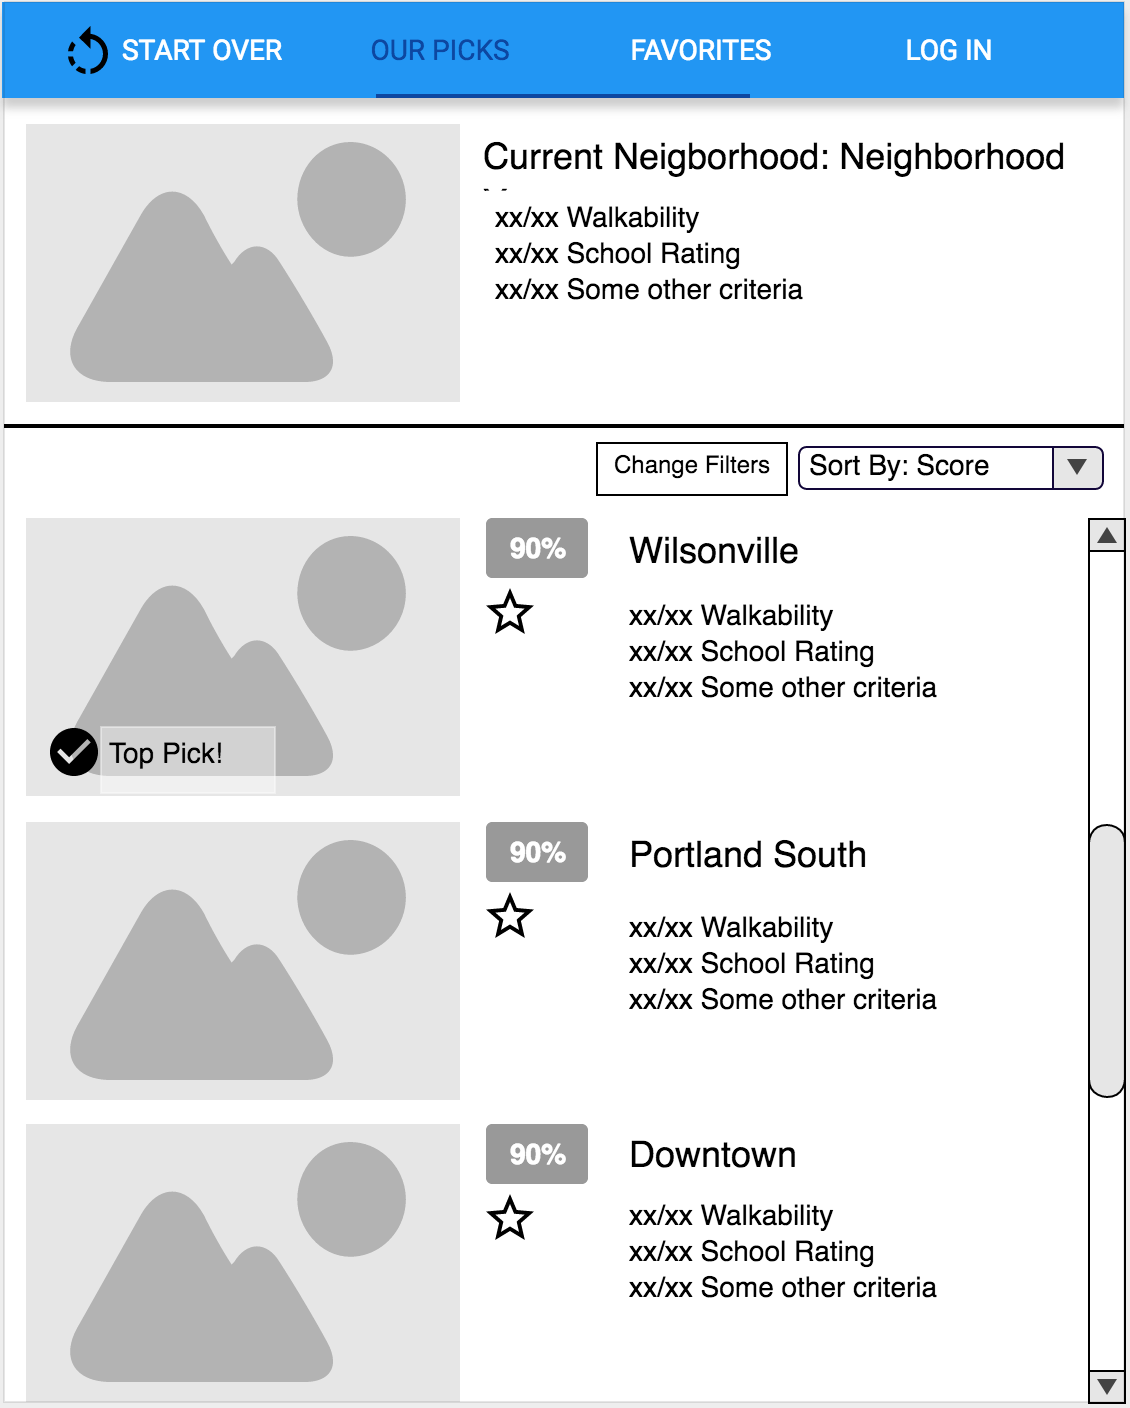 START OVER OUR PICKS FAVORITES LOG IN
Current Neigborhood: Neighborhood
xx/xx Walkability
xx/xx School Rating
xx/xx Some other criteria
Change Filters Sort By: Score
90% Wilsonville
xx/xx Walkability
xx/xx School Rating
xx/xx Some other criteria
Top Pick!
90% Portland South
xx/xx Walkability
xx/xx School Rating
xx/xx Some other criteria
90% Downtown
xx/xx Walkability
xx/xx School Rating
xx/xx Some other criteria